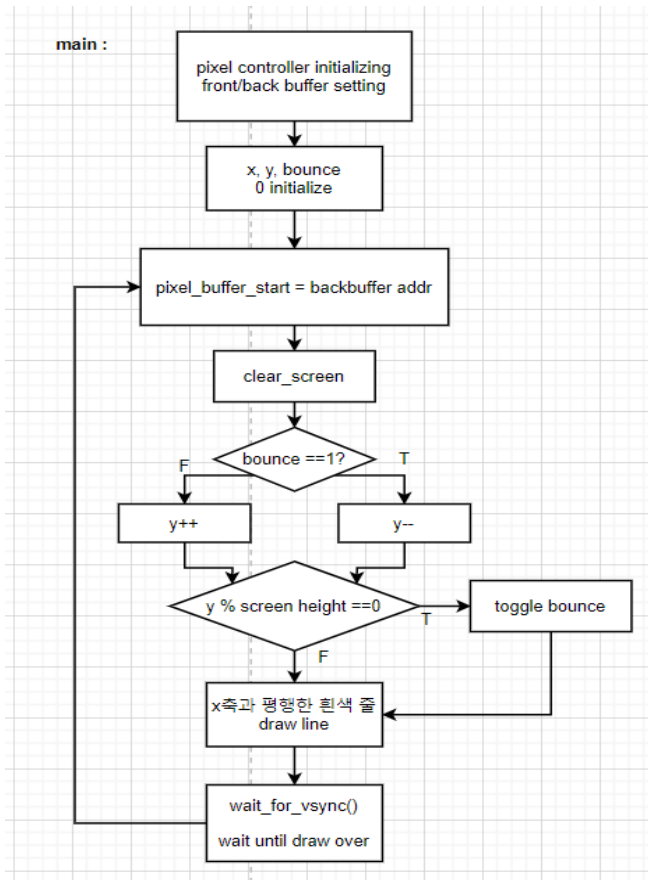 main :
pixel controller initializing
front/back buffer setting
x, y, bounce
0 initialize
pixel_buffer_start = backbuffer addr
clear_screen
bounce ==1?
F
T
y++
y--
y % screen height ==0
T
toggle bounce
F
x축과 평행한 흰색 줄
draw line
wait_for_vsync()
wait until draw over